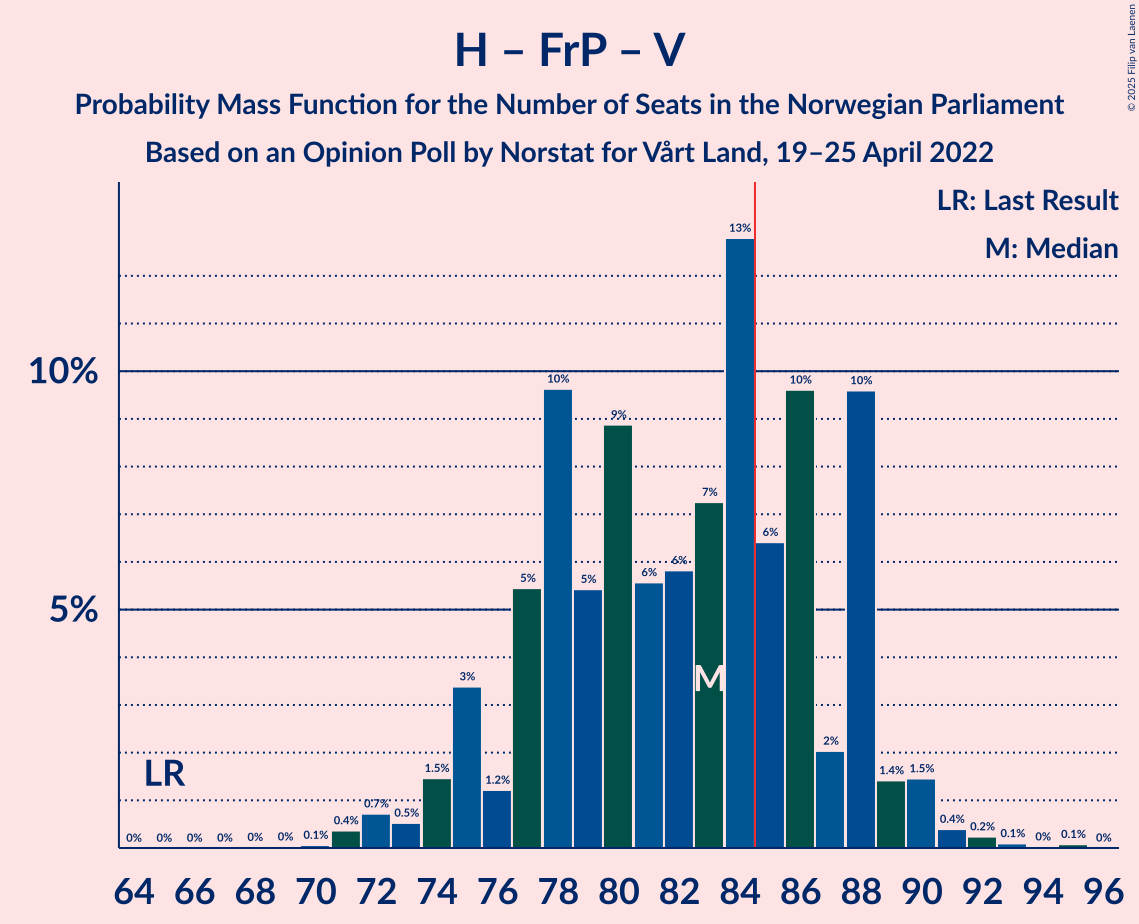 H – FrP – V
Probability Mass Function for the Number of Seats in the Norwegian Parliament
Based on an Opinion Poll by Norstat for Vårt Land, 19–25 April 2022
© 2025 Filip van Laenen
LR: Last Result
M: Median
10%
5%
LR
M
0% 0% 0% 0% 0% 0% 0.1% 0.4% 0.7% 0.5% 1.5% 3% 1.2% 5% 10% 5% 9% 6% 6% 7% 13% 6% 10% 2% 10% 1.4% 1.5% 0.4% 0.2% 0.1% 0% 0.1% 0%
64 66 68 70 72 74 76 78 80 82 84 86 88 90 92 94 96